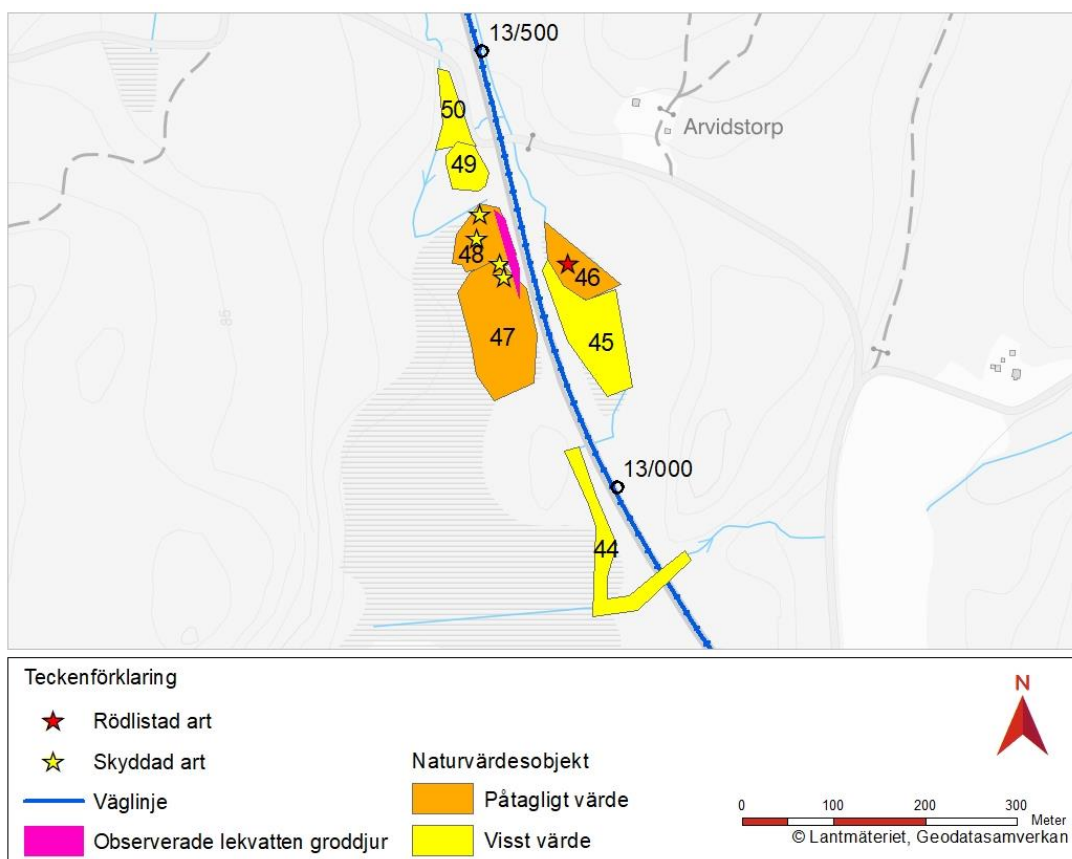 13/500
50
Arvidstorp
49
48
46
47
45
86
13/000
44
Teckenförklaring
Rödlistad art
Skyddad art
Väglinje
Observerade lekvatten groddjur
Naturvärdesobjekt
Påtagligt värde
Visst värde
N
0 100 200 300
Meter
© Lantmäteriet, Geodatasamverkan